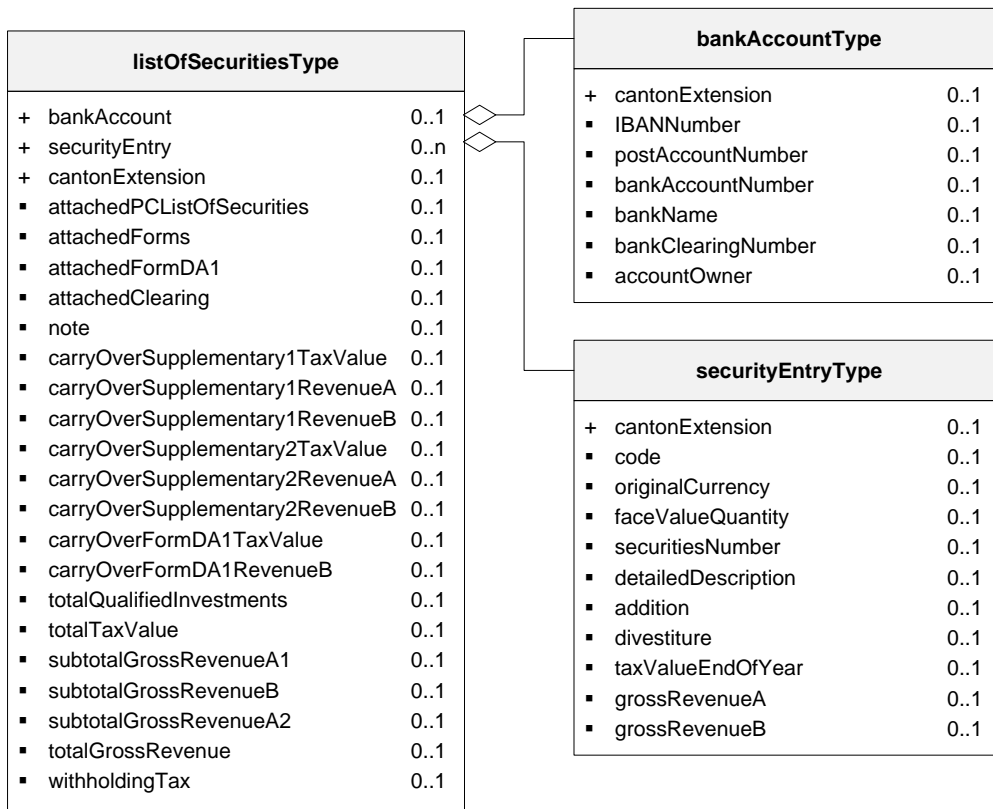 listOfSecuritiesType
+ bankAccount 0..1
+ securityEntry 0..n
+ cantonExtension 0..1
▪ attachedPCListOfSecurities 0..1
▪ attachedForms 0..1
▪ attachedFormDA1 0..1
▪ attachedClearing 0..1
▪ note 0..1
▪ carryOverSupplementary1TaxValue 0..1
▪ carryOverSupplementary1RevenueA 0..1
▪ carryOverSupplementary1RevenueB 0..1
▪ carryOverSupplementary2TaxValue 0..1
▪ carryOverSupplementary2RevenueA 0..1
▪ carryOverSupplementary2RevenueB 0..1
▪ carryOverFormDA1TaxValue 0..1
▪ carryOverFormDA1RevenueB 0..1
▪ totalQualifiedInvestments 0..1
▪ totalTaxValue 0..1
▪ subtotalGrossRevenueA1 0..1
▪ subtotalGrossRevenueB 0..1
▪ subtotalGrossRevenueA2 0..1
▪ totalGrossRevenue 0..1
▪ withholdingTax 0..1
bankAccountType
+ cantonExtension 0..1
▪ IBANNumber 0..1
▪ postAccountNumber 0..1
▪ bankAccountNumber 0..1
▪ bankName 0..1
▪ bankClearingNumber 0..1
▪ accountOwner 0..1
securityEntryType
+ cantonExtension 0..1
▪ code 0..1
▪ originalCurrency 0..1
▪ faceValueQuantity 0..1
▪ securitiesNumber 0..1
▪ detailedDescription 0..1
▪ addition 0..1
▪ divestiture 0..1
▪ taxValueEndOfYear 0..1
▪ grossRevenueA 0..1
▪ grossRevenueB 0..1